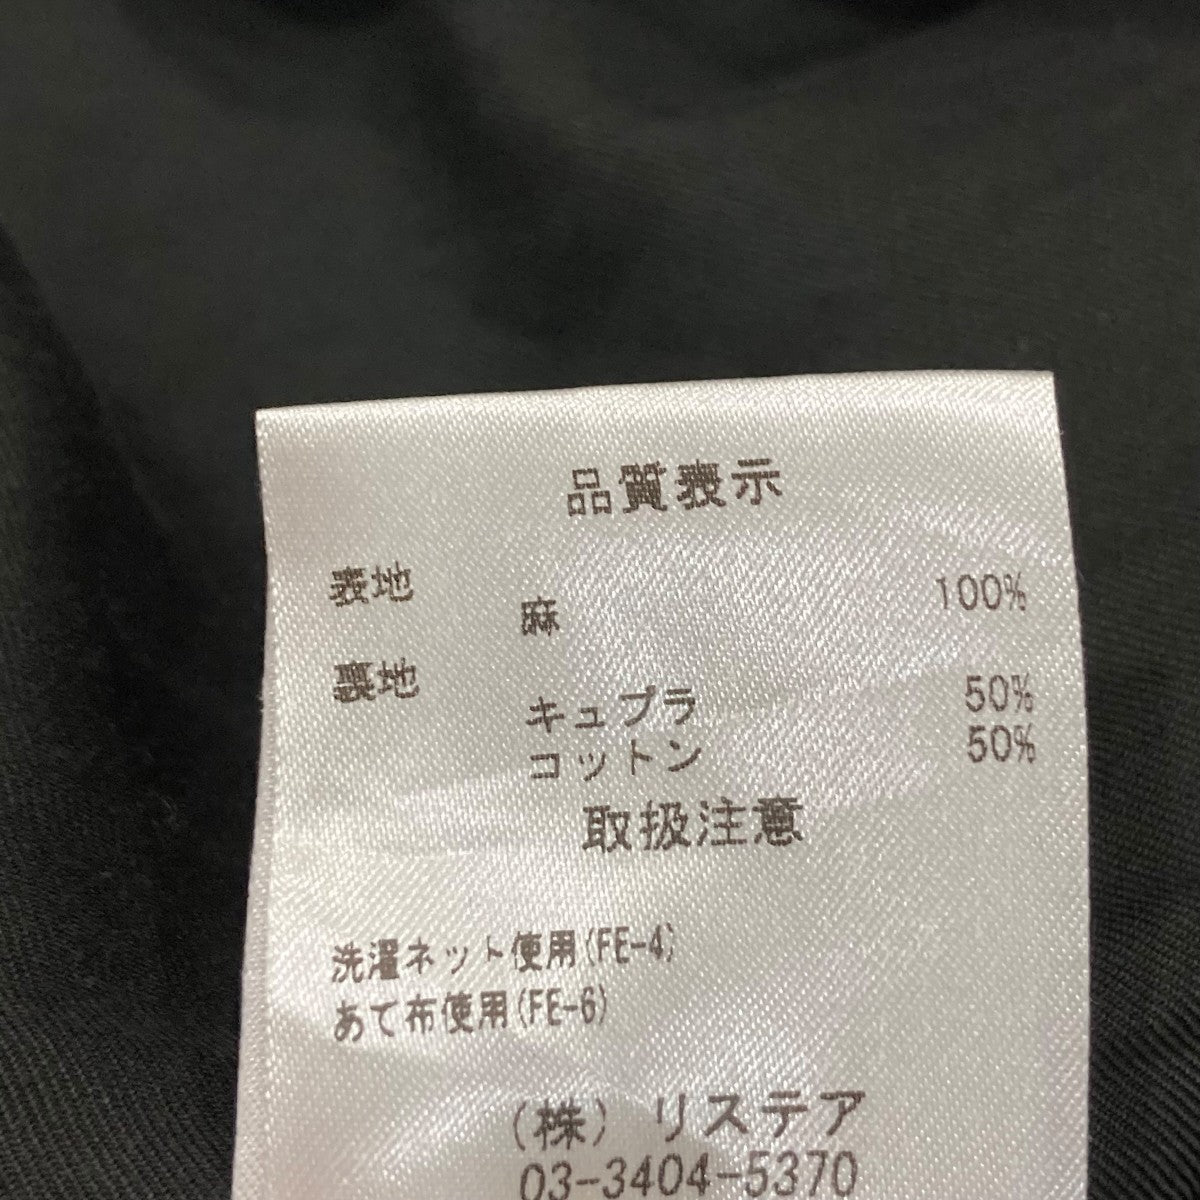 品質表示
表地
麻 100%
裏地
キュプラ 50%
コットン 50%
取扱注意
洗濯ネット使用(FE-4)
あて布使用(FE-6)
(株) リステア
03-3404-5370